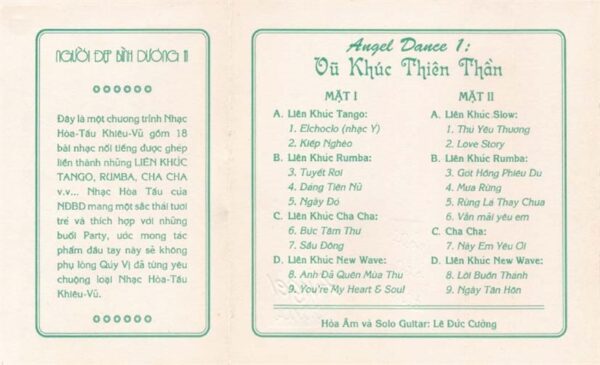 NGƯỜI ĐẸP BÌNH DƯƠNG 11
Đây là một chương trình Nhạc
Hòa-Tấu Khiêu-Vũ gồm 18
bài nhạc nổi tiếng được ghép
liền thành những LIÊN KHÚC
TANGO, RUMBA, CHA CHA
v.v... Nhạc Hòa Tấu của
NĐBD mang một sắc thái tươi
trẻ và thích hợp với những
buổi Party, ước mong tác
phẩm đầu tay này sẽ không
phụ lòng Qúy Vị đã từng yêu
chuộng loại Nhạc Hòa-Tấu
Khiêu-Vũ.
Angel Dance 1:
Vũ Khúc Thiên Thần
MẶT I
A. Liên Khúc Tango:
1. Elchoclo (nhạc Ý)
2. Kiếp Nghèo
B. Liên Khúc Rumba:
3. Tuyết Rơi
4. Dáng Tiên Nữ
5. Ngày Đó
C. Liên Khúc Cha Cha:
6. Bức Tâm Thư
7. Sầu Đông
D. Liên Khúc New Wave:
8. Anh Đã Quên Mùa Thu
9. You're My Heart & Soul
MẶT II
A. Liên Khúc Slow:
1. Thú Yêu Thương
2. Love Story
B. Liên Khúc Rumba:
3. Gót Hồng Phiêu Du
4. Mưa Rừng
5. Rừng Lá Thay Chua
6. Vẫn mãi yêu em
C. Cha Cha:
7. Này Em Yêu Ơi
D. Liên Khúc New Wave:
8. Lời Buồn Thánh
9. Ngày Tân Hôn
Hòa Âm và Solo Guitar: Lê Đức Cường